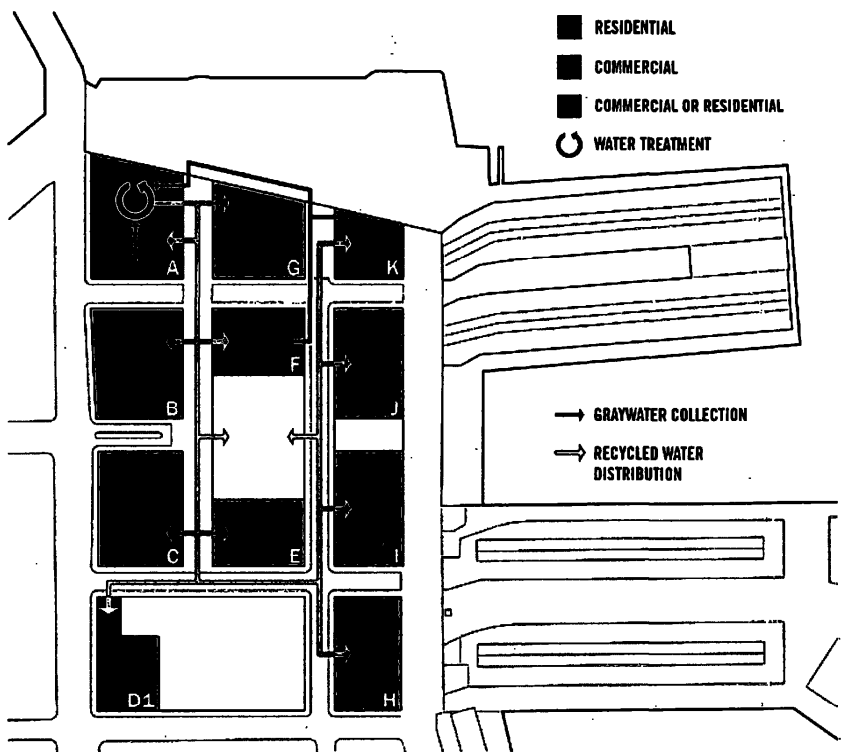 RESIDENTIAL
COMMERCIAL
COMMERCIAL OR RESIDENTIAL
WATER TREATMENT
A
G
K
B
F
J
GRAYWATER COLLECTION
RECYCLED WATER
DISTRIBUTION
C
E
I
D1
H